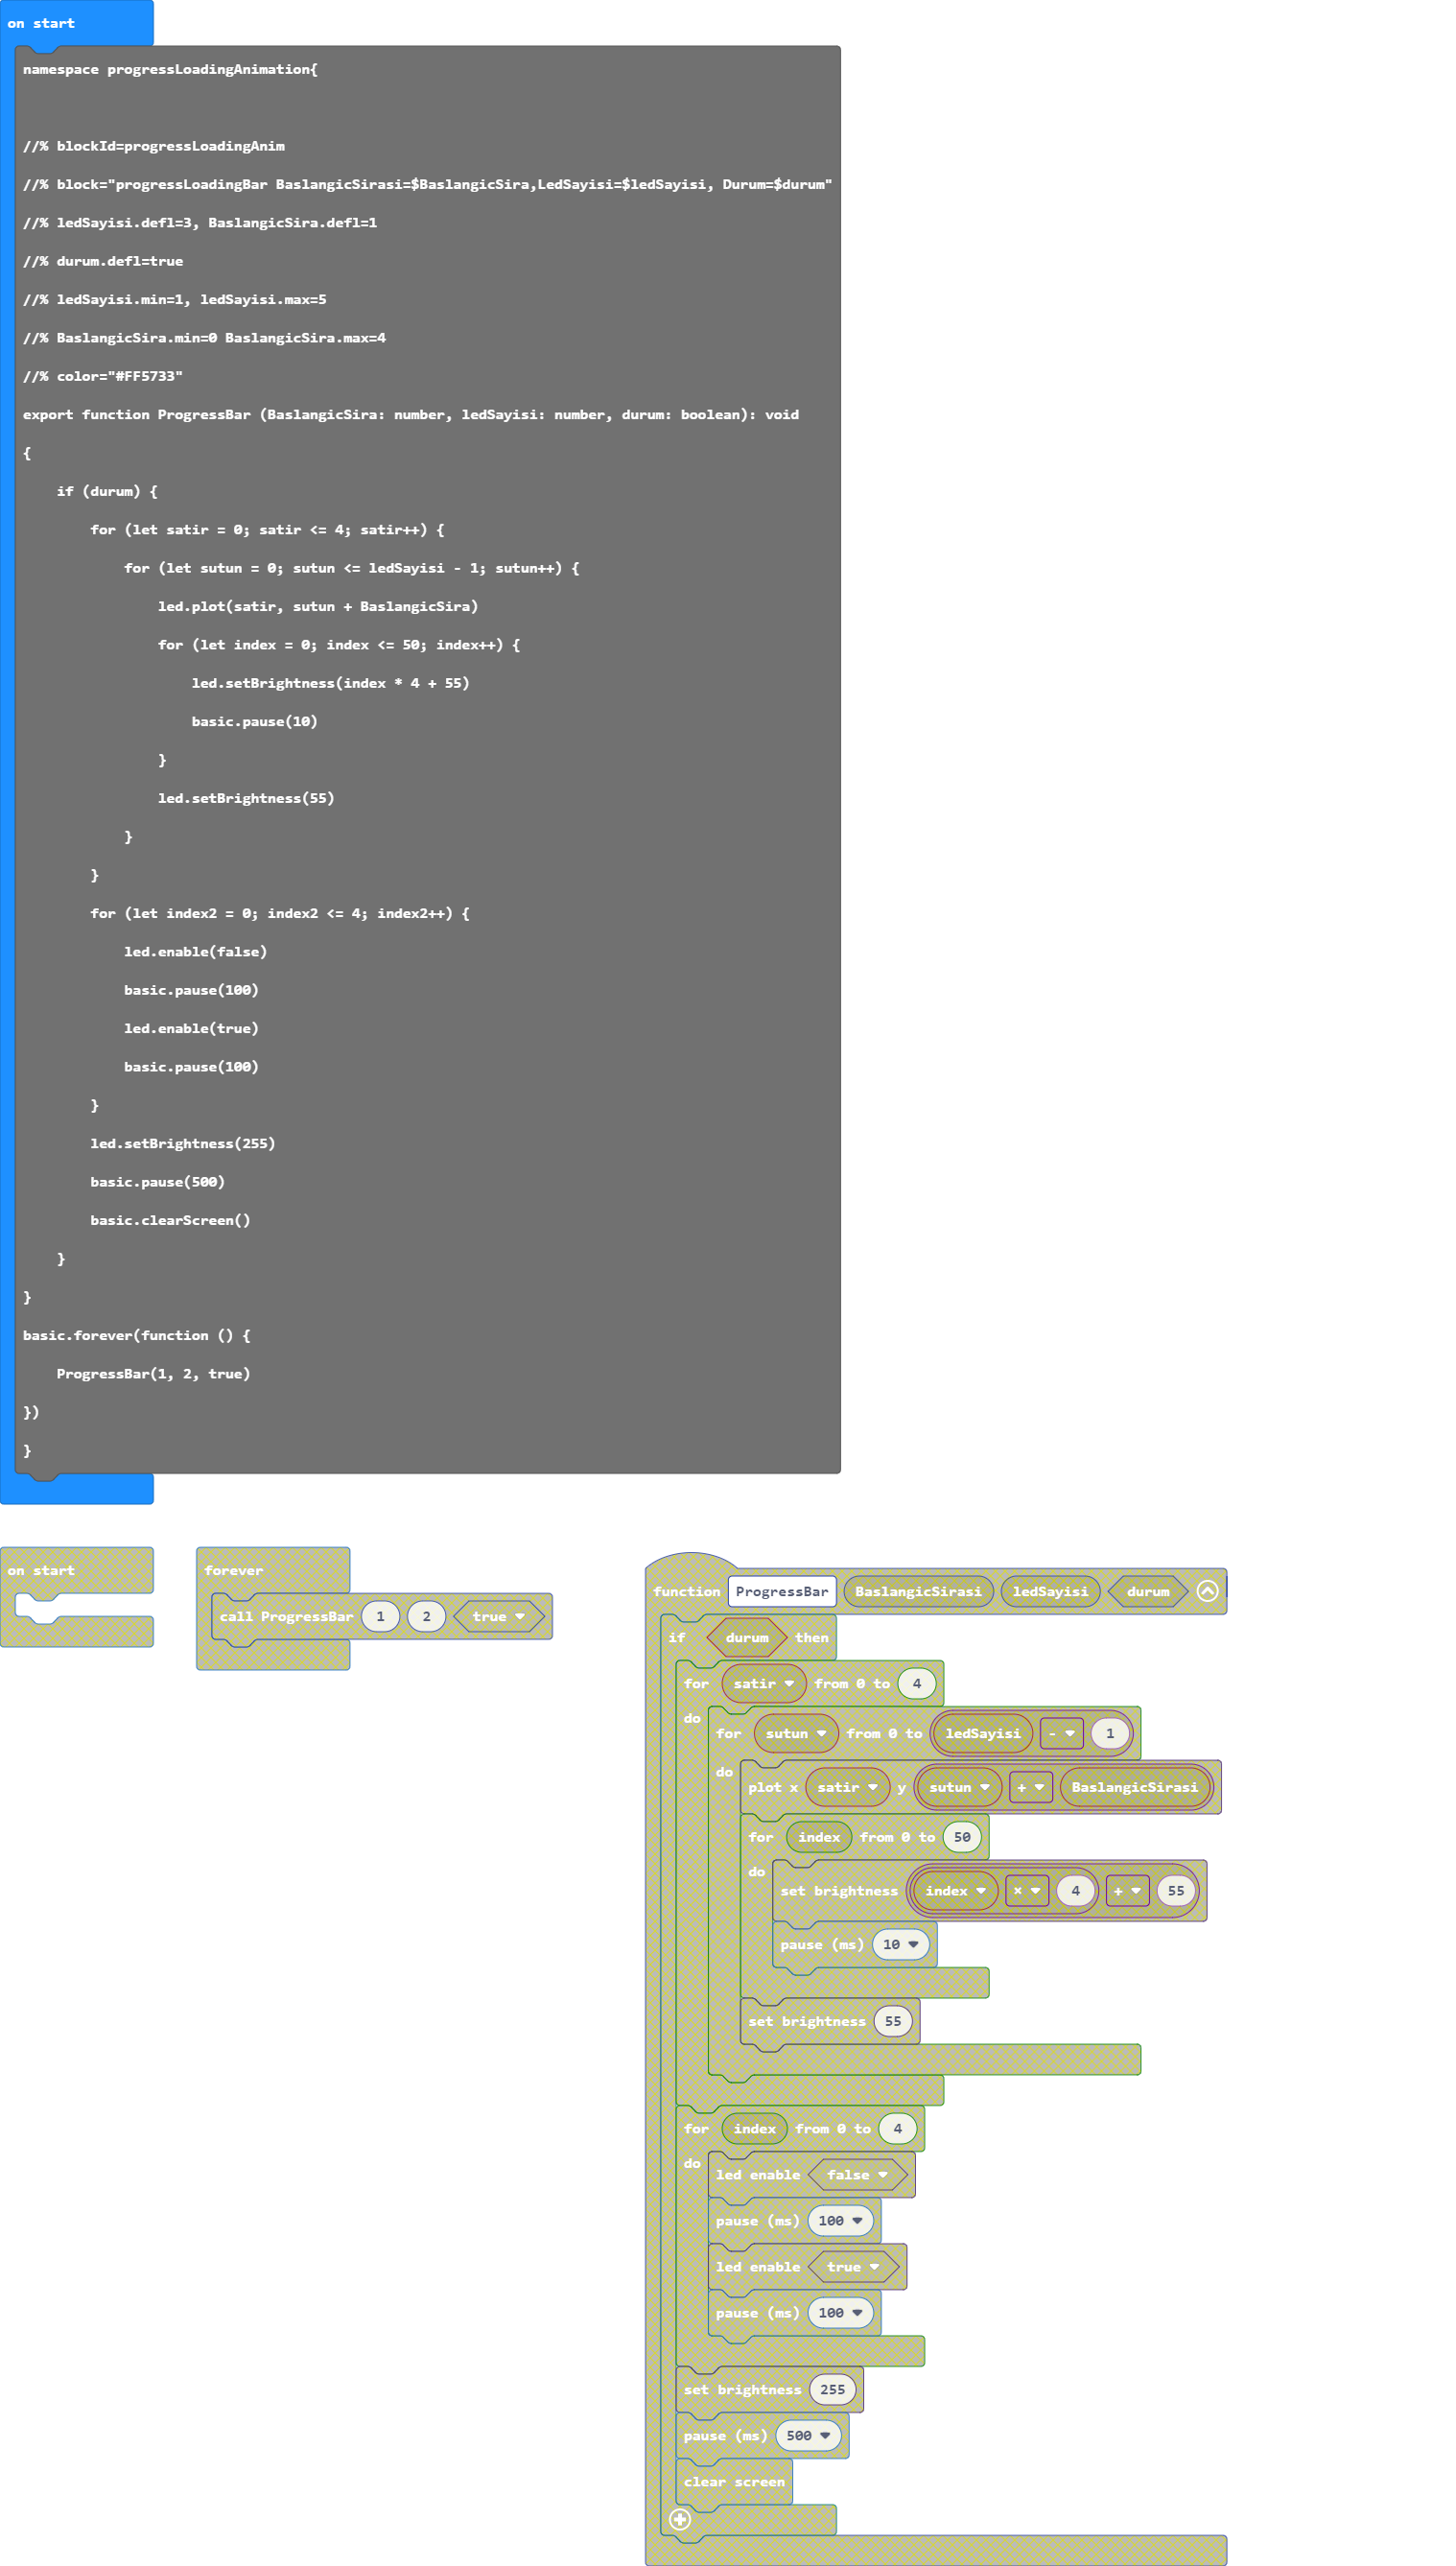 on start
namespace progressLoadingAnimation{
//% blockId=progressLoadingAnim
//% block="progressLoadingBar BaslangicSirasi=$BaslangicSira,LedSayisi=$ledSayisi, Durum=$durum"
//% ledSayisi.defl=3, BaslangicSira.defl=1
//% durum.defl=true
//% ledSayisi.min=1, ledSayisi.max=5
//% BaslangicSira.min=0 BaslangicSira.max=4
//% color="#FF5733"
export function ProgressBar (BaslangicSira: number, ledSayisi: number, durum: boolean): void
{
    if (durum) {
        for (let satir = 0; satir <= 4; satir++) {
            for (let sutun = 0; sutun <= ledSayisi - 1; sutun++) {
                led.plot(satir, sutun + BaslangicSira)
                for (let index = 0; index <= 50; index++) {
                    led.setBrightness(index * 4 + 55)
                    basic.pause(10)
                }
                led.setBrightness(55)
            }
        }
        for (let index2 = 0; index2 <= 4; index2++) {
            led.enable(false)
            basic.pause(100)
            led.enable(true)
            basic.pause(100)
        }
        led.setBrightness(255)
        basic.pause(500)
        basic.clearScreen()
    }
}
basic.forever(function () {
    ProgressBar(1, 2, true)
})
}
on start
forever
call ProgressBar 1 2 true
function ProgressBar BaslangicSirasi ledSayisi durum
if durum then
for satir from 0 to 4
do
for sutun from 0 to ledSayisi - 1
do
plot x satir y sutun + BaslangicSirasi
for index from 0 to 50
do
set brightness index × 4 + 55
pause (ms) 10
set brightness 55
for index from 0 to 4
do
led enable false
pause (ms) 100
led enable true
pause (ms) 100
set brightness 255
pause (ms) 500
clear screen